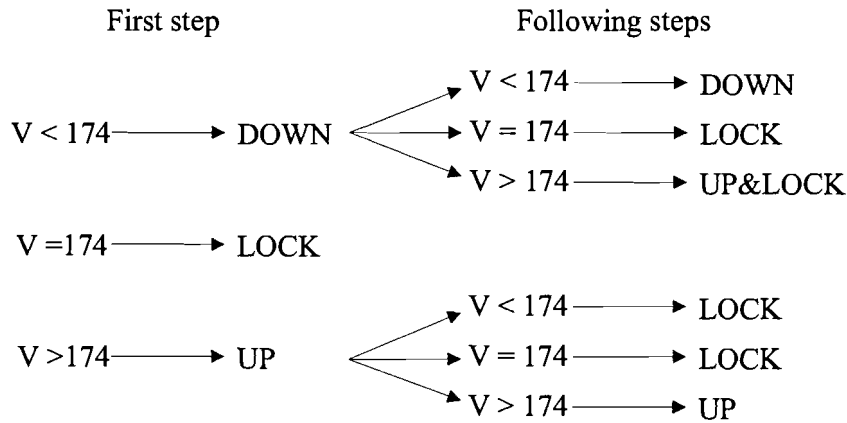 First step Following steps
V < 174 DOWN
V = 174 LOCK
V > 174 UP&LOCK
V < 174 DOWN
V =174 LOCK
V >174 UP
V < 174 LOCK
V = 174 LOCK
V > 174 UP